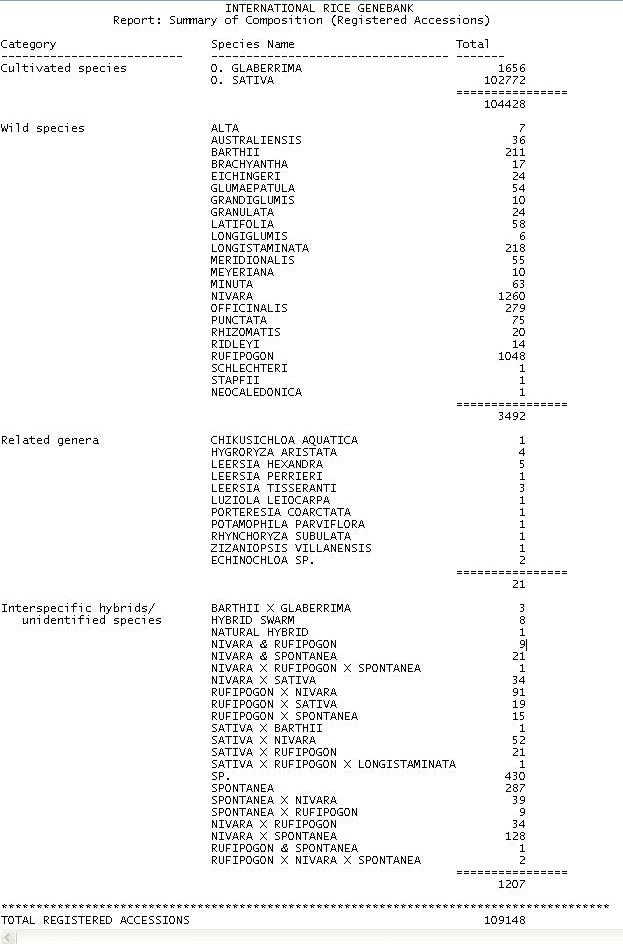 INTERNATIONAL RICE GENEBANK
Report: Summary of Composition (Registered Accessions)
Category Species Name Total
-------------------------- ---------------------------------- -------
Cultivated species O. GLABERRIMA 1656
O. SATIVA 102772
================
104428
Wild species ALTA 7
AUSTRALIENSIS 36
BARTHII 211
BRACHYANTHA 17
EICHINGERI 24
GLUMAEPATULA 54
GRANDIGLUMIS 10
GRANULATA 24
LATIFOLIA 58
LONGIGLUMIS 6
LONGISTAMINATA 218
MERIDIONALIS 55
MEYERIANA 10
MINUTA 63
NIVARA 1260
OFFICINALIS 279
PUNCTATA 75
RHIZOMATIS 20
RIDLEYI 14
RUFIPOGON 1048
SCHLECHTERI 1
STAPFII 1
NEOCALEDONICA 1
================
3492
Related genera CHIKUSICHLOA AQUATICA 1
HYGRORYZA ARISTATA 4
LEERSIA HEXANDRA 5
LEERSIA PERRIERI 1
LEERSIA TISSERANTI 3
LUZIOLA LEIOCARPA 1
PORTERESIA COARCTATA 1
POTAMOPHILA PARVIFLORA 1
RHYNCHORYZA SUBULATA 1
ZIZANIOPSIS VILLANENSIS 1
ECHINOCHLOA SP. 2
================
21
Interspecific hybrids/ BARTHII X GLABERRIMA 3
unidentified species HYBRID SWARM 8
NATURAL HYBRID 1
NIVARA & RUFIPOGON 9
NIVARA & SPONTANEA 21
NIVARA X RUFIPOGON X SPONTANEA 1
NIVARA X SATIVA 34
RUFIPOGON X NIVARA 91
RUFIPOGON X SATIVA 19
RUFIPOGON X SPONTANEA 15
SATIVA X BARTHII 1
SATIVA X NIVARA 52
SATIVA X RUFIPOGON 21
SATIVA X RUFIPOGON X LONGISTAMINATA 1
SP. 430
SPONTANEA 287
SPONTANEA X NIVARA 39
SPONTANEA X RUFIPOGON 9
NIVARA X RUFIPOGON 34
NIVARA X SPONTANEA 128
RUFIPOGON & SPONTANEA 1
RUFIPOGON X NIVARA X SPONTANEA 2
================
1207
***************************************************************************************
TOTAL REGISTERED ACCESSIONS 109148